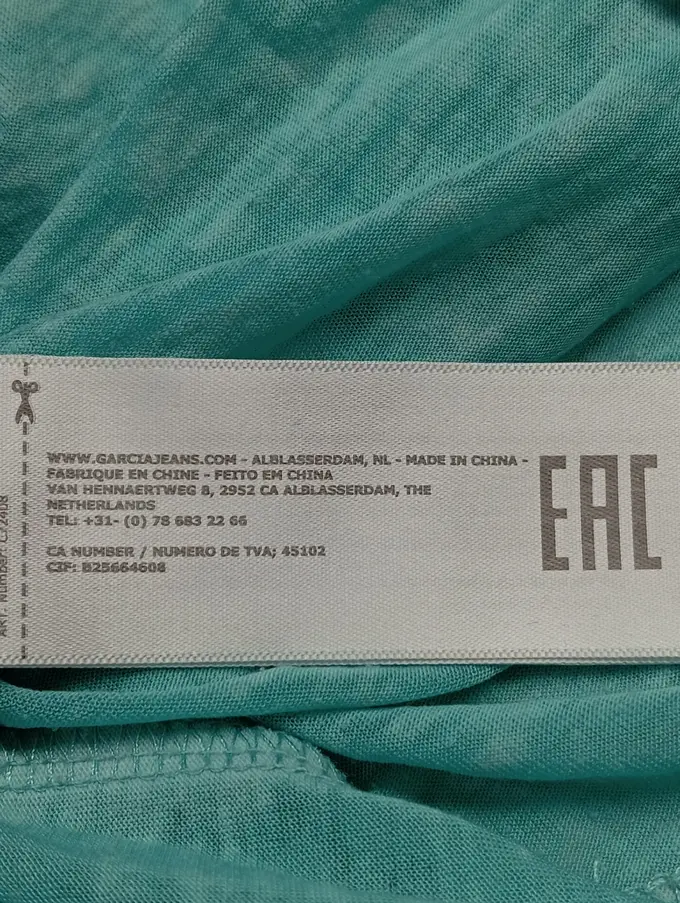 WWW.GARCIAJEANS.COM - ALBLASSERDAM, NL - MADE IN CHINA -
FABRIQUE EN CHINE - FEITO EM CHINA
VAN HENNAERTWEG 8, 2952 CA ALBLASSERDAM, THE
NETHERLANDS
TEL: +31- (0) 78 683 22 66
CA NUMBER / NUMERO DE TVA; 45102
CIF: B25664608
EAC
ART. Number: